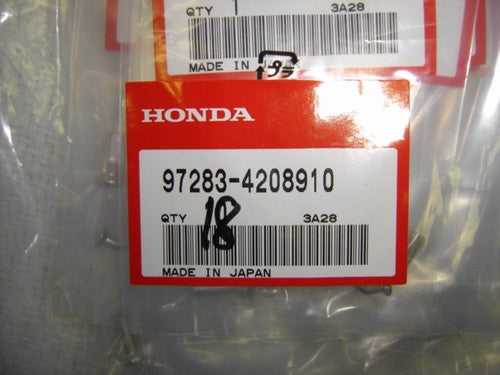 QTY 1 3A28
MADE IN
HONDA
97283-4208910
QTY 18 3A28
MADE IN JAPAN